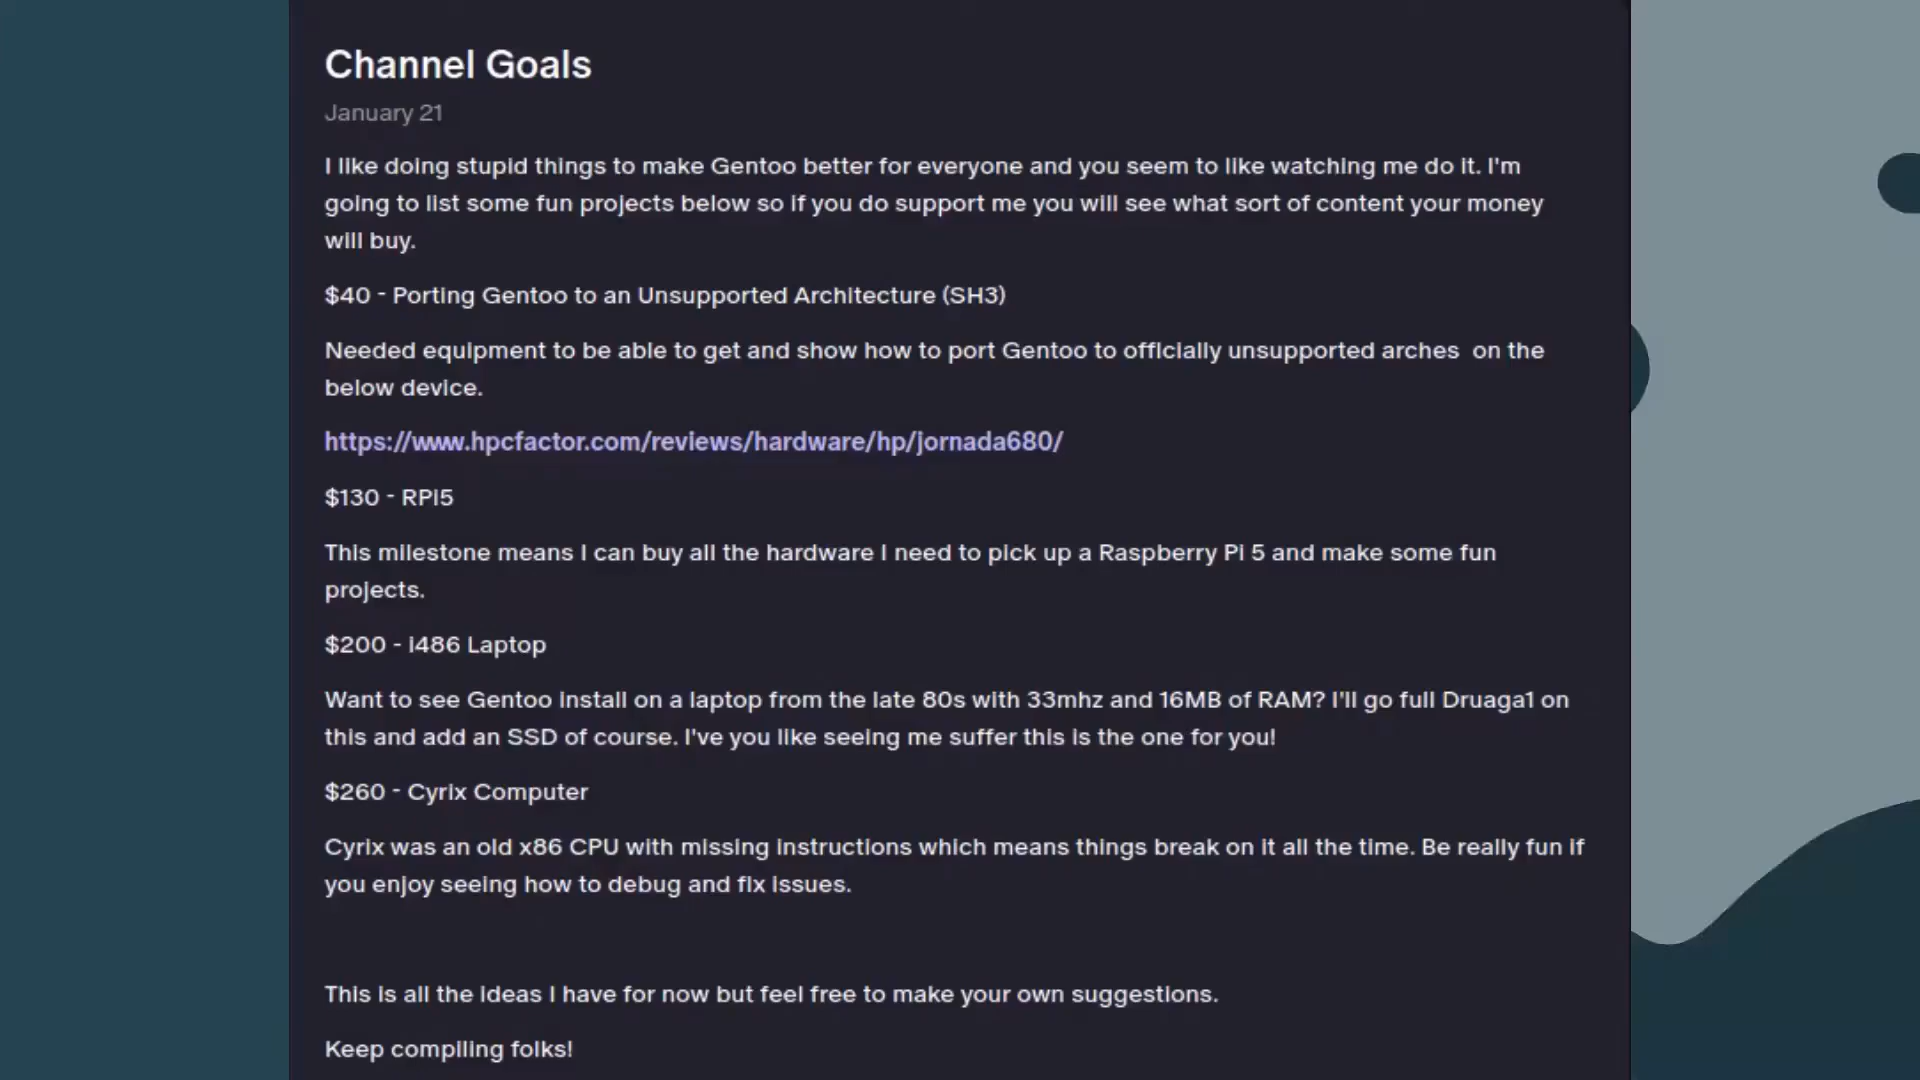 Channel Goals
January 21
I like doing stupid things to make Gentoo better for everyone and you seem to like watching me do it. I'm
going to list some fun projects below so if you do support me you will see what sort of content your money
will buy.
$40 - Porting Gentoo to an Unsupported Architecture (SH3)
Needed equipment to be able to get and show how to port Gentoo to officially unsupported arches  on the
below device.
https://www.hpcfactor.com/reviews/hardware/hp/jornada680/
$130 - RPI5
This milestone means I can buy all the hardware I need to pick up a Raspberry Pi 5 and make some fun
projects.
$200 - i486 Laptop
Want to see Gentoo install on a laptop from the late 80s with 33mhz and 16MB of RAM? I'll go full Druaga1 on
this and add an SSD of course. I've you like seeing me suffer this is the one for you!
$260 - Cyrix Computer
Cyrix was an old x86 CPU with missing instructions which means things break on it all the time. Be really fun if
you enjoy seeing how to debug and fix issues.
This is all the ideas I have for now but feel free to make your own suggestions.
Keep compiling folks!